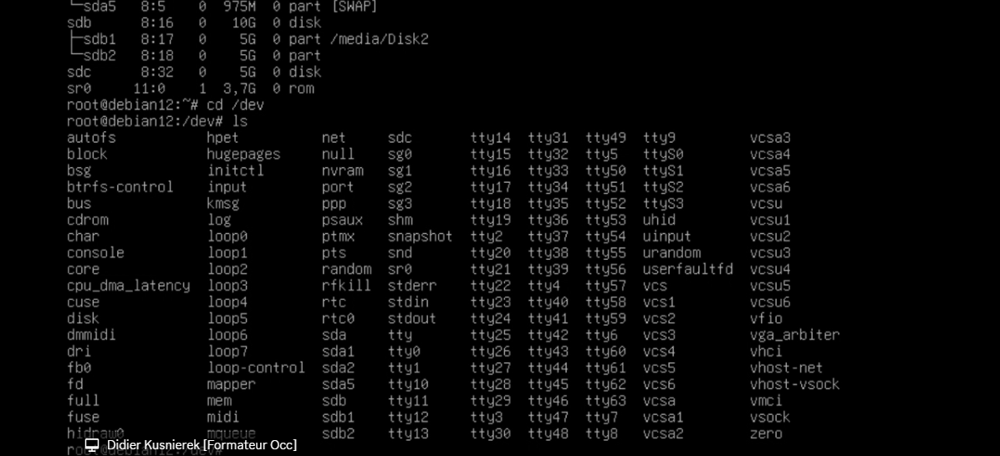 └─sda5   8:5    0  975M  0 part [SWAP]
sdb      8:16   0   10G  0 disk
├─sdb1   8:17   0    5G  0 part /media/Disk2
└─sdb2   8:18   0    5G  0 part
sdc      8:32   0    5G  0 disk
sr0     11:0    1  3,7G  0 rom
root@debian12:~# cd /dev
root@debian12:/dev# ls
autofs hpet net sdc tty14 tty31 tty49 tty9 vcsa3
block hugepages null sg0 tty15 tty32 tty5 ttyS0 vcsa4
bsg initctl nvram sg1 tty16 tty33 tty50 ttyS1 vcsa5
btrfs-control input port sg2 tty17 tty34 tty51 ttyS2 vcsa6
bus kmsg ppp sg3 tty18 tty35 tty52 ttyS3 vcsu
cdrom log psaux shm tty19 tty36 tty53 uhid vcsu1
char loop0 ptmx snapshot tty2 tty37 tty54 uinput vcsu2
console loop1 pts snd tty20 tty38 tty55 urandom vcsu3
core loop2 random sr0 tty21 tty39 tty56 userfaultfd vcsu4
cpu_dma_latency loop3 rfkill stderr tty22 tty4 tty57 vcs vcsu5
cuse loop4 rtc stdin tty23 tty40 tty58 vcs1 vcsu6
disk loop5 rtc0 stdout tty24 tty41 tty59 vcs2 vfio
dmmidi loop6 sda tty tty25 tty42 tty6 vcs3 vga_arbiter
dri loop7 sda1 tty0 tty26 tty43 tty60 vcs4 vhci
fb0 loop-control sda2 tty1 tty27 tty44 tty61 vcs5 vhost-net
fd mapper sda5 tty10 tty28 tty45 tty62 vcs6 vhost-vsock
full mem sdb tty11 tty29 tty46 tty63 vcsa vmci
fuse midi sdb1 tty12 tty3 tty47 tty7 vcsa1 vsock
hidraw0 mqueue sdb2 tty13 tty30 tty48 tty8 vcsa2 zero
Didier Kusnierek [Formateur Occ]